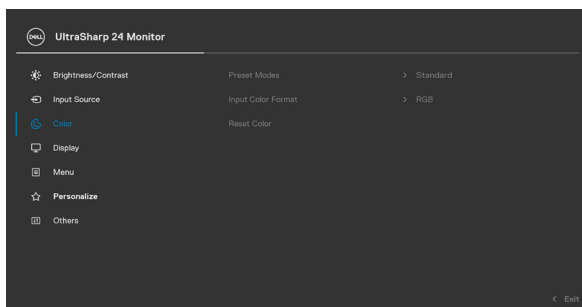 DELL UltraSharp 24 Monitor
Brightness/Contrast Preset Modes > Standard
Input Source Input Color Format > RGB
Color Reset Color
Display
Menu
Personalize
Others
< Exit